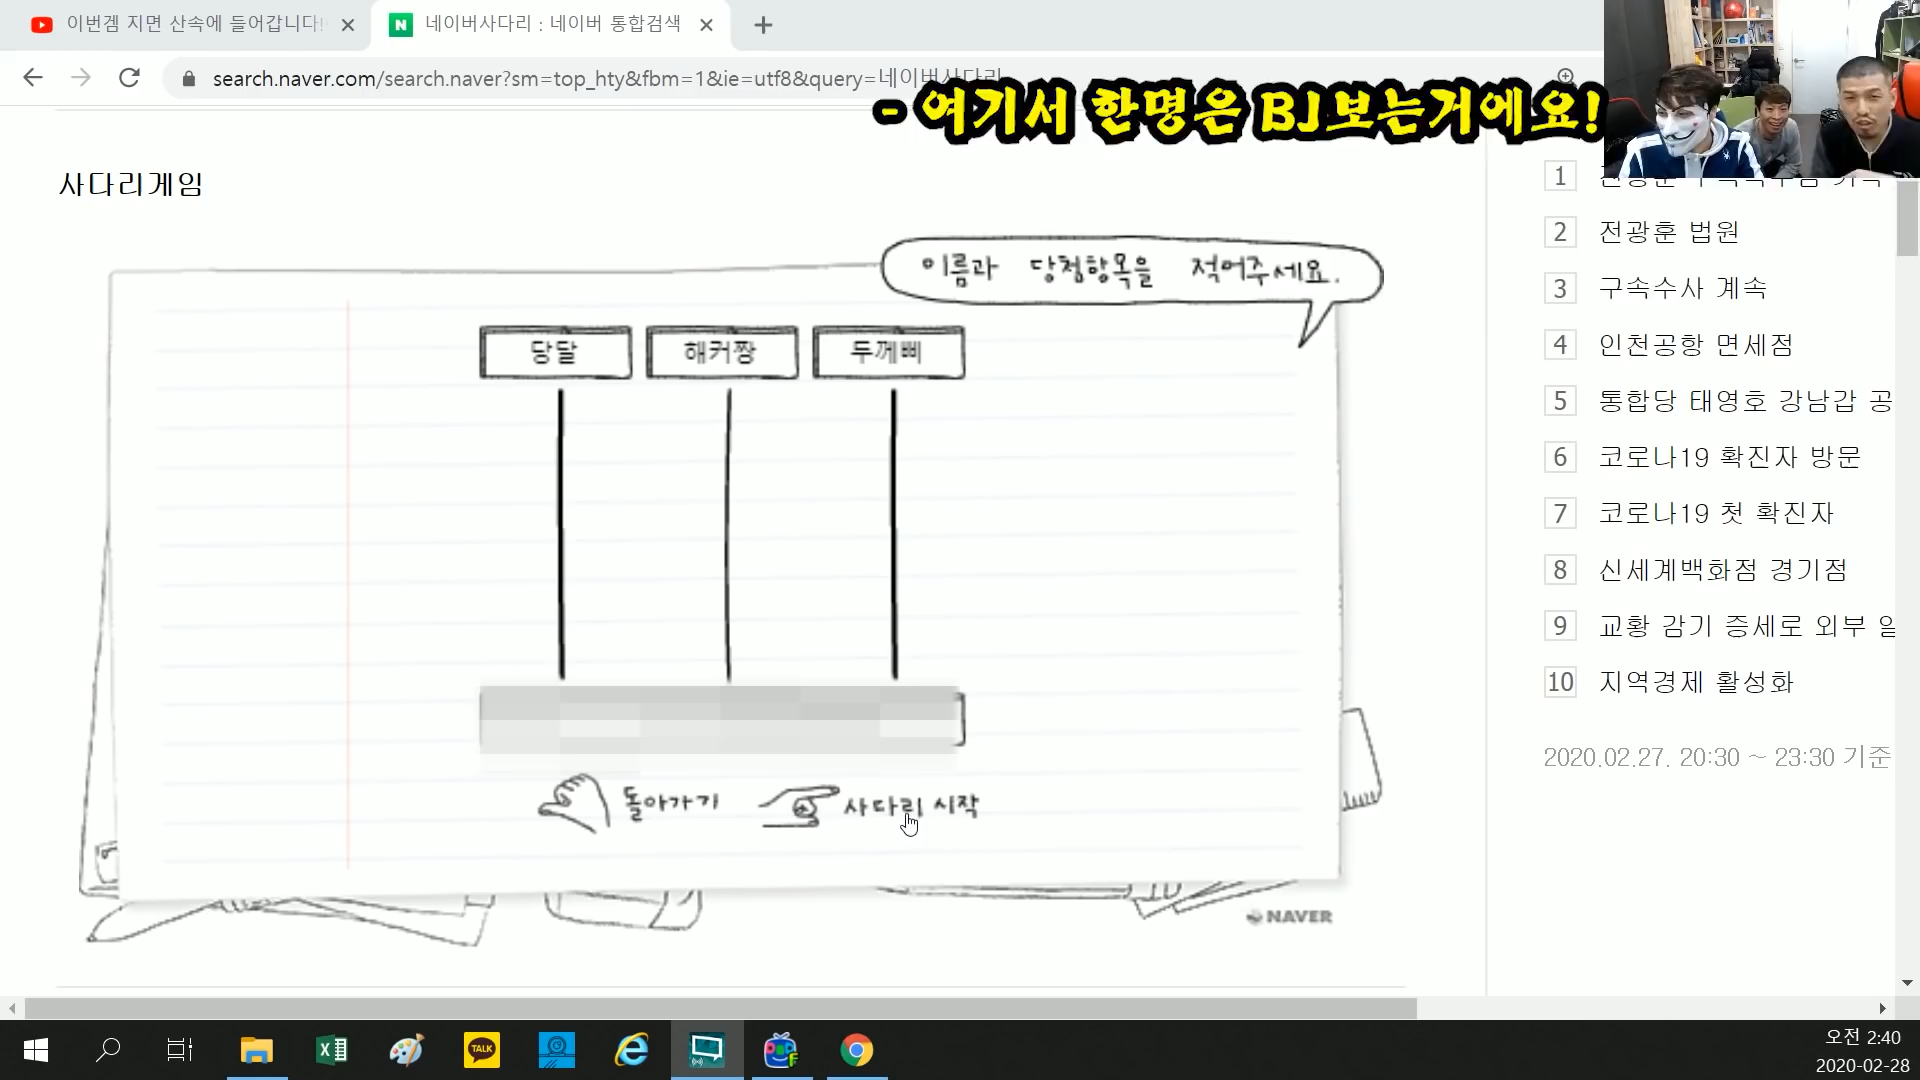 이번겜 지면 산속에 들어갑니다!
네이버사다리 : 네이버 통합검색
search.naver.com/search.naver?sm=top_hty&fbm=1&ie=utf8&query=네이버사다리
- 여기서 한명은 BJ보는거에요!
사다리게임
이름과 당첨항목을 적어주세요.
당달
해커짱
두께삐
돌아가기
사다리 시작
NAVER
1
2 전광훈 법원
3 구속수사 계속
4 인천공항 면세점
5 통합당 태영호 강남갑 공
6 코로나19 확진자 방문
7 코로나19 첫 확진자
8 신세계백화점 경기점
9 교황 감기 증세로 외부 일
10 지역경제 활성화
2020.02.27. 20:30 ~ 23:30 기준
TALK
오전 2:40
2020-02-28